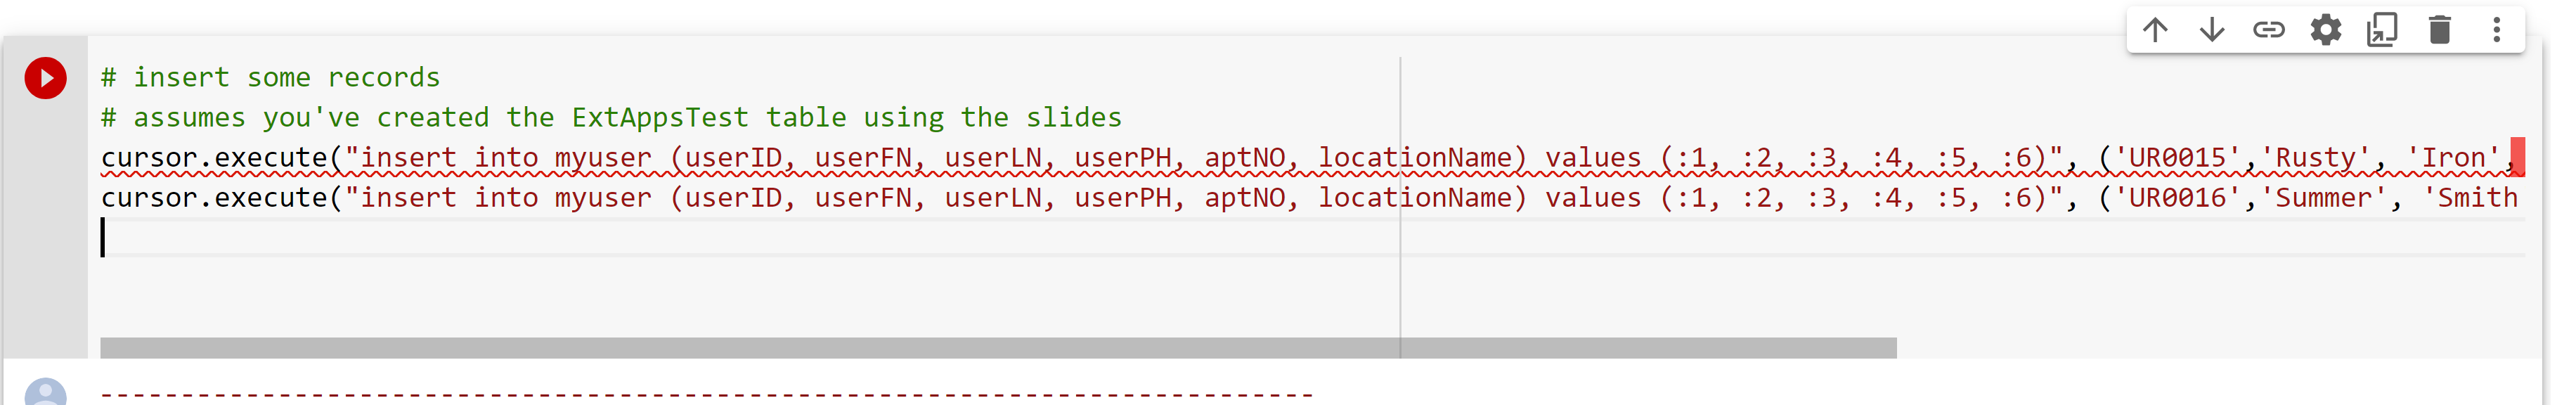 # insert some records
# assumes you've created the ExtAppsTest table using the slides
cursor.execute("insert into myuser (userID, userFN, userLN, userPH, aptNO, locationName) values (:1, :2, :3, :4, :5, :6)", ('UR0015','Rusty', 'Iron',
cursor.execute("insert into myuser (userID, userFN, userLN, userPH, aptNO, locationName) values (:1, :2, :3, :4, :5, :6)", ('UR0016','Summer', 'Smith
---------------------------------------------------------------------------